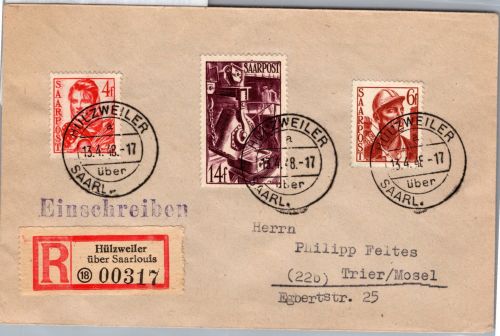 4F
SAARPOST
SAARPOST
14F
6F
SAARPOST
HÜLZWEILER
a
13.4.48.-17
über
SAARL.
HÜLZWEILER
a
13.4.48.-17
über
SAARL.
HÜLZWEILER
a
13.4.48.-17
über
SAARL.
Einschreiben
R
Hülzweiler
über Saarlouis
18 00317
Herrn
Philipp Feltes
(22b) Trier/Mosel
Egbertstr. 25